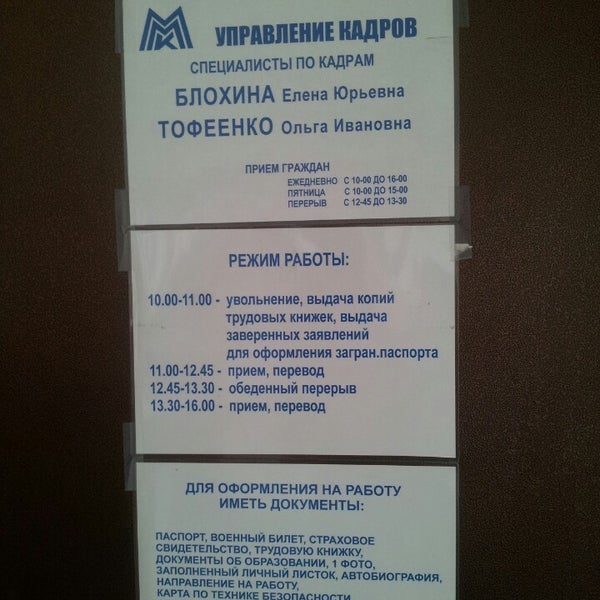 ММК
УПРАВЛЕНИЕ КАДРОВ
СПЕЦИАЛИСТЫ ПО КАДРАМ
БЛОХИНА Елена Юрьевна
ТОФЕЕНКО Ольга Ивановна
ПРИЕМ ГРАЖДАН
ЕЖЕДНЕВНО С 10-00 ДО 16-00
ПЯТНИЦА С 10-00 ДО 15-00
ПЕРЕРЫВ С 12-45 ДО 13-30
РЕЖИМ РАБОТЫ:
10.00-11.00 - увольнение, выдача копий
трудовых книжек, выдача
заверенных заявлений
для оформления загран.паспорта
11.00-12.45 - прием, перевод
12.45-13.30 - обеденный перерыв
13.30-16.00 - прием, перевод
ДЛЯ ОФОРМЛЕНИЯ НА РАБОТУ
ИМЕТЬ ДОКУМЕНТЫ:
ПАСПОРТ, ВОЕННЫЙ БИЛЕТ, СТРАХОВОЕ
СВИДЕТЕЛЬСТВО, ТРУДОВУЮ КНИЖКУ,
ДОКУМЕНТЫ ОБ ОБРАЗОВАНИИ, 1 ФОТО,
ЗАПОЛНЕННЫЙ ЛИЧНЫЙ ЛИСТОК, АВТОБИОГРАФИЯ,
НАПРАВЛЕНИЕ НА РАБОТУ,
КАРТА ПО ТЕХНИКЕ БЕЗОПАСНОСТИ